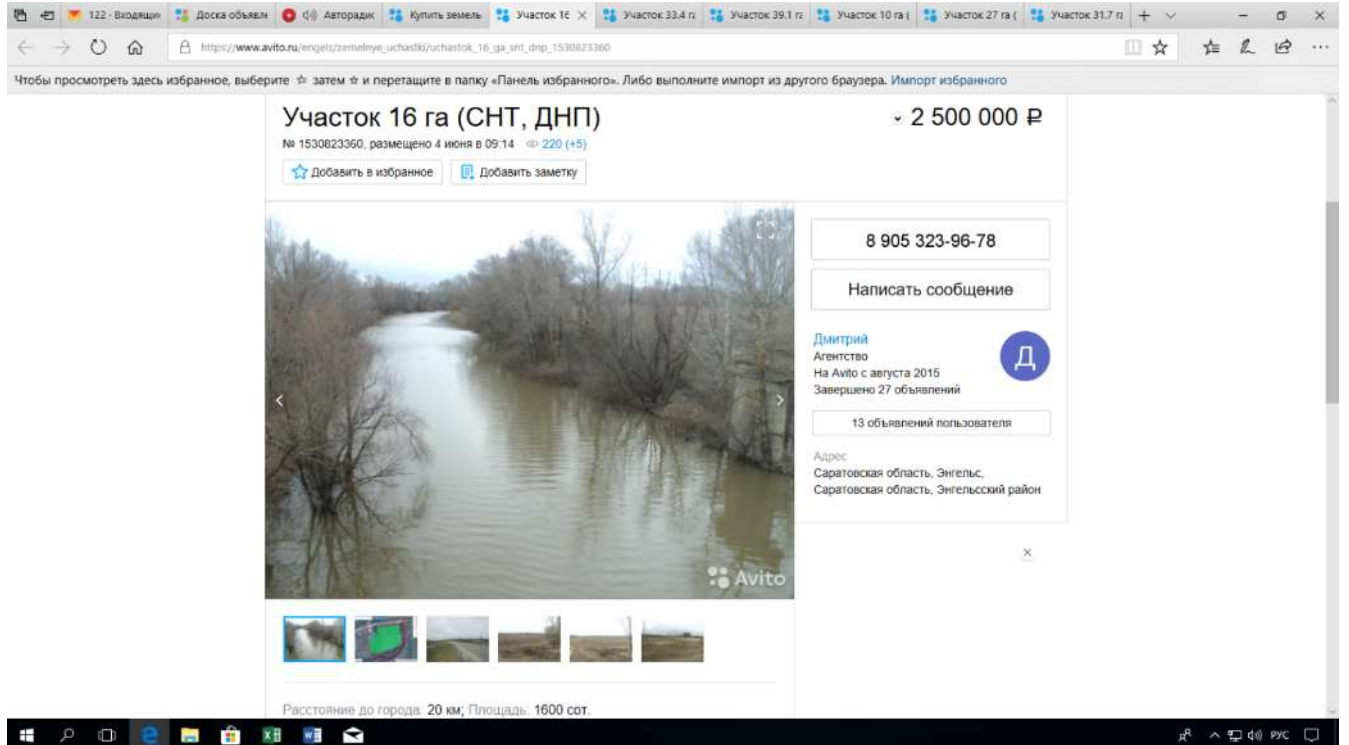 122 - Входящи
Доска объявле
Авторадис
Купить земель
Участок 16
Участок 33.4 га
Участок 39.1 га
Участок 10 га (
Участок 27 га (
Участок 31.7 га
https://www.avito.ru/engels/zemelnye_uchastki/uchastok_16_ga_snt_dnp_1530823360
Чтобы просмотреть здесь избранное, выберите ☆ затем ☆ и перетащите в папку «Панель избранного». Либо выполните импорт из другого браузера. Импорт избранного
Участок 16 га (СНТ, ДНП)
2 500 000 ₽
№ 1530823360, размещено 4 июня в 09:14 220 (+5)
Добавить в избранное
Добавить заметку
8 905 323-96-78
Написать сообщение
Дмитрий
Агентство
На Avito с августа 2015
Завершено 27 объявлений
Д
13 объявлений пользователя
Адрес
Саратовская область, Энгельс,
Саратовская область, Энгельсский район
Avito
Расстояние до города: 20 км; Площадь: 1600 сот.
РУС